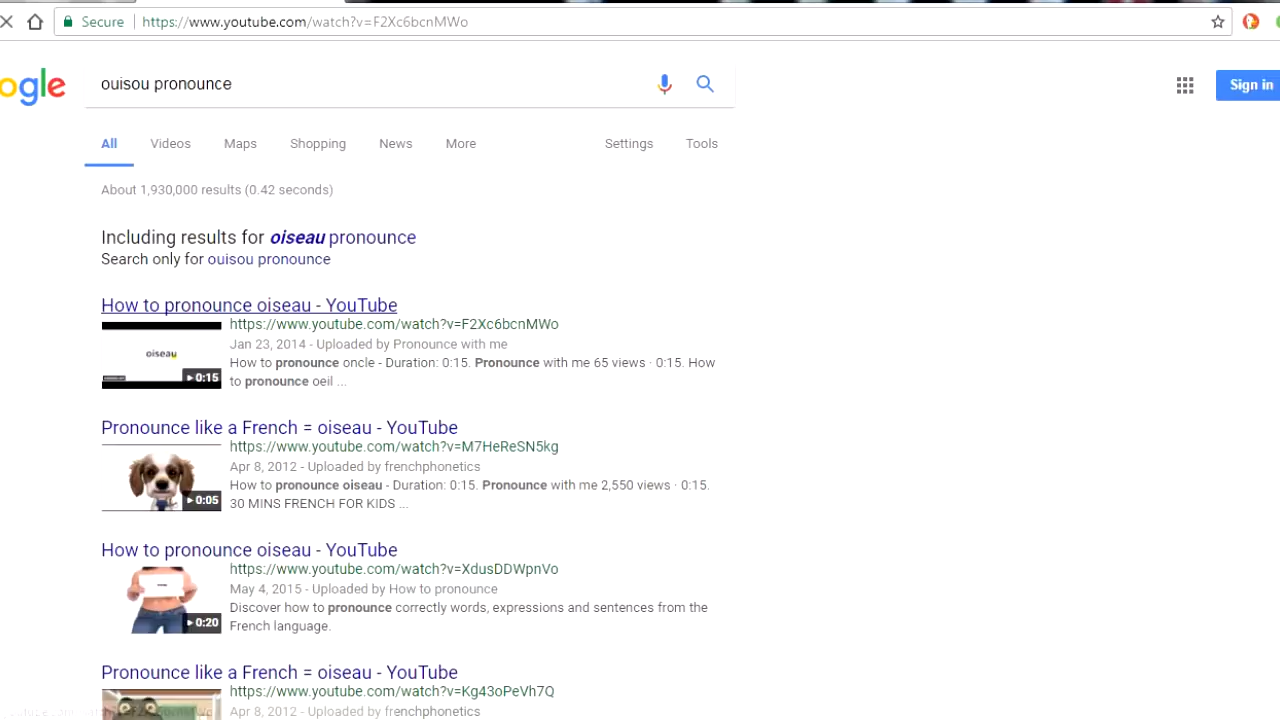 Secure https://www.youtube.com/watch?v=F2Xc6bcnMWo
ogle
ouisou pronounce
Sign in
All Videos Maps Shopping News More Settings Tools
About 1,930,000 results (0.42 seconds)
Including results for oiseau pronounce
Search only for ouisou pronounce
How to pronounce oiseau - YouTube
https://www.youtube.com/watch?v=F2Xc6bcnMWo
oiseau
0:15
Jan 23, 2014 - Uploaded by Pronounce with me
How to pronounce oncle - Duration: 0:15. Pronounce with me 65 views · 0:15. How
to pronounce oeil ...
Pronounce like a French = oiseau - YouTube
https://www.youtube.com/watch?v=M7HeReSN5kg
0:05
Apr 8, 2012 - Uploaded by frenchphonetics
How to pronounce oiseau - Duration: 0:15. Pronounce with me 2,550 views · 0:15.
30 MINS FRENCH FOR KIDS ...
How to pronounce oiseau - YouTube
https://www.youtube.com/watch?v=XdusDDWpnVo
0:20
May 4, 2015 - Uploaded by How to pronounce
Discover how to pronounce correctly words, expressions and sentences from the
French language.
Pronounce like a French = oiseau - YouTube
https://www.youtube.com/watch?v=Kg43oPeVh7Q
Apr 8, 2012 - Uploaded by frenchphonetics